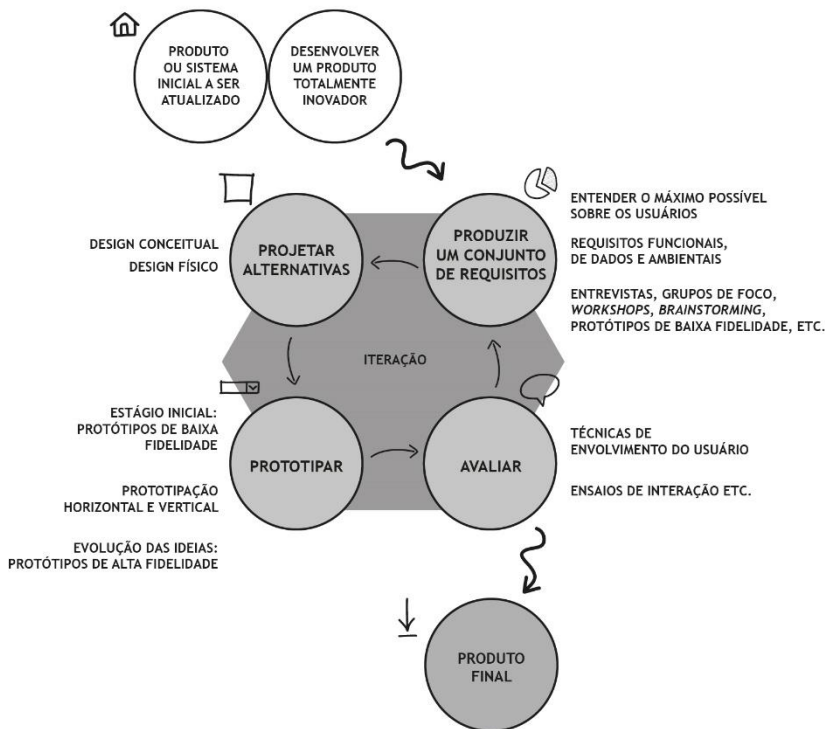 PRODUTO
OU SISTEMA
INICIAL A SER
ATUALIZADO
DESENVOLVER
UM PRODUTO
TOTALMENTE
INOVADOR
PRODUZIR
UM CONJUNTO
DE REQUISITOS
ENTENDER O MÁXIMO POSSÍVEL
SOBRE OS USUÁRIOS
REQUISITOS FUNCIONAIS,
DE DADOS E AMBIENTAIS
ENTREVISTAS, GRUPOS DE FOCO,
WORKSHOPS, BRAINSTORMING,
PROTÓTIPOS DE BAIXA FIDELIDADE, ETC.
PROJETAR
ALTERNATIVAS
DESIGN CONCEITUAL
DESIGN FÍSICO
ITERAÇÃO
PROTOTIPAR
ESTÁGIO INICIAL:
PROTÓTIPOS DE BAIXA
FIDELIDADE
PROTOTIPAÇÃO
HORIZONTAL E VERTICAL
EVOLUÇÃO DAS IDEIAS:
PROTÓTIPOS DE ALTA FIDELIDADE
AVALIAR
TÉCNICAS DE
ENVOLVIMENTO DO USUÁRIO
ENSAIOS DE INTERAÇÃO ETC.
PRODUTO
FINAL